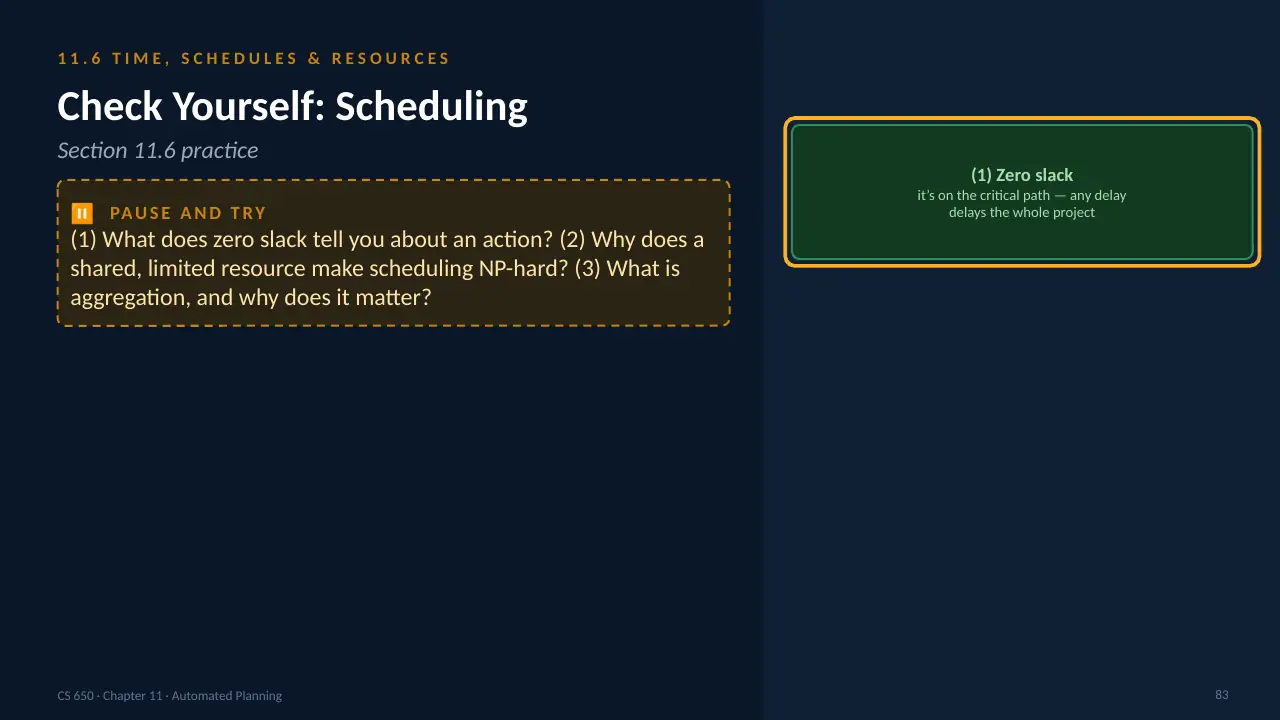 11.6 TIME, SCHEDULES & RESOURCES
Check Yourself: Scheduling
Section 11.6 practice
⏸ PAUSE AND TRY
(1) What does zero slack tell you about an action? (2) Why does a
shared, limited resource make scheduling NP-hard? (3) What is
aggregation, and why does it matter?
(1) Zero slack
it’s on the critical path — any delay
delays the whole project
CS 650 · Chapter 11 · Automated Planning
83